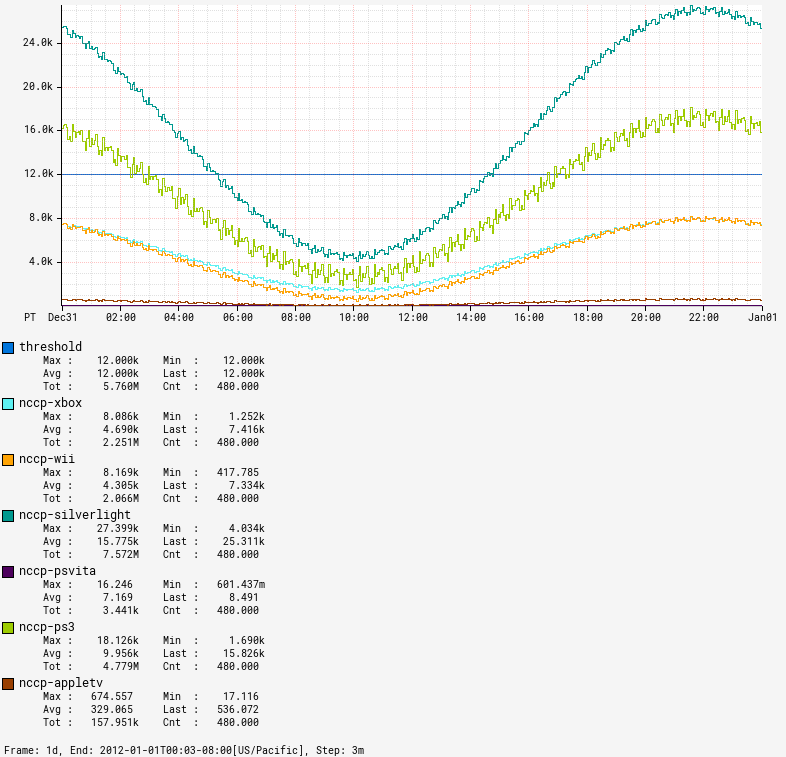 24.0k
20.0k
16.0k
12.0k
8.0k
4.0k
PT Dec31 02:00 04:00 06:00 08:00 10:00 12:00 14:00 16:00 18:00 20:00 22:00 Jan01
threshold
Max : 12.000k Min : 12.000k
Avg : 12.000k Last : 12.000k
Tot : 5.760M Cnt : 480.000
nccp-xbox
Max : 8.086k Min : 1.252k
Avg : 4.690k Last : 7.416k
Tot : 2.251M Cnt : 480.000
nccp-wii
Max : 8.169k Min : 417.785
Avg : 4.305k Last : 7.334k
Tot : 2.066M Cnt : 480.000
nccp-silverlight
Max : 27.399k Min : 4.034k
Avg : 15.775k Last : 25.311k
Tot : 7.572M Cnt : 480.000
nccp-psvita
Max : 16.246 Min : 601.437m
Avg : 7.169 Last : 8.491
Tot : 3.441k Cnt : 480.000
nccp-ps3
Max : 18.126k Min : 1.690k
Avg : 9.956k Last : 15.826k
Tot : 4.779M Cnt : 480.000
nccp-appletv
Max : 674.557 Min : 17.116
Avg : 329.065 Last : 536.072
Tot : 157.951k Cnt : 480.000
Frame: 1d, End: 2012-01-01T00:03-08:00[US/Pacific], Step: 3m